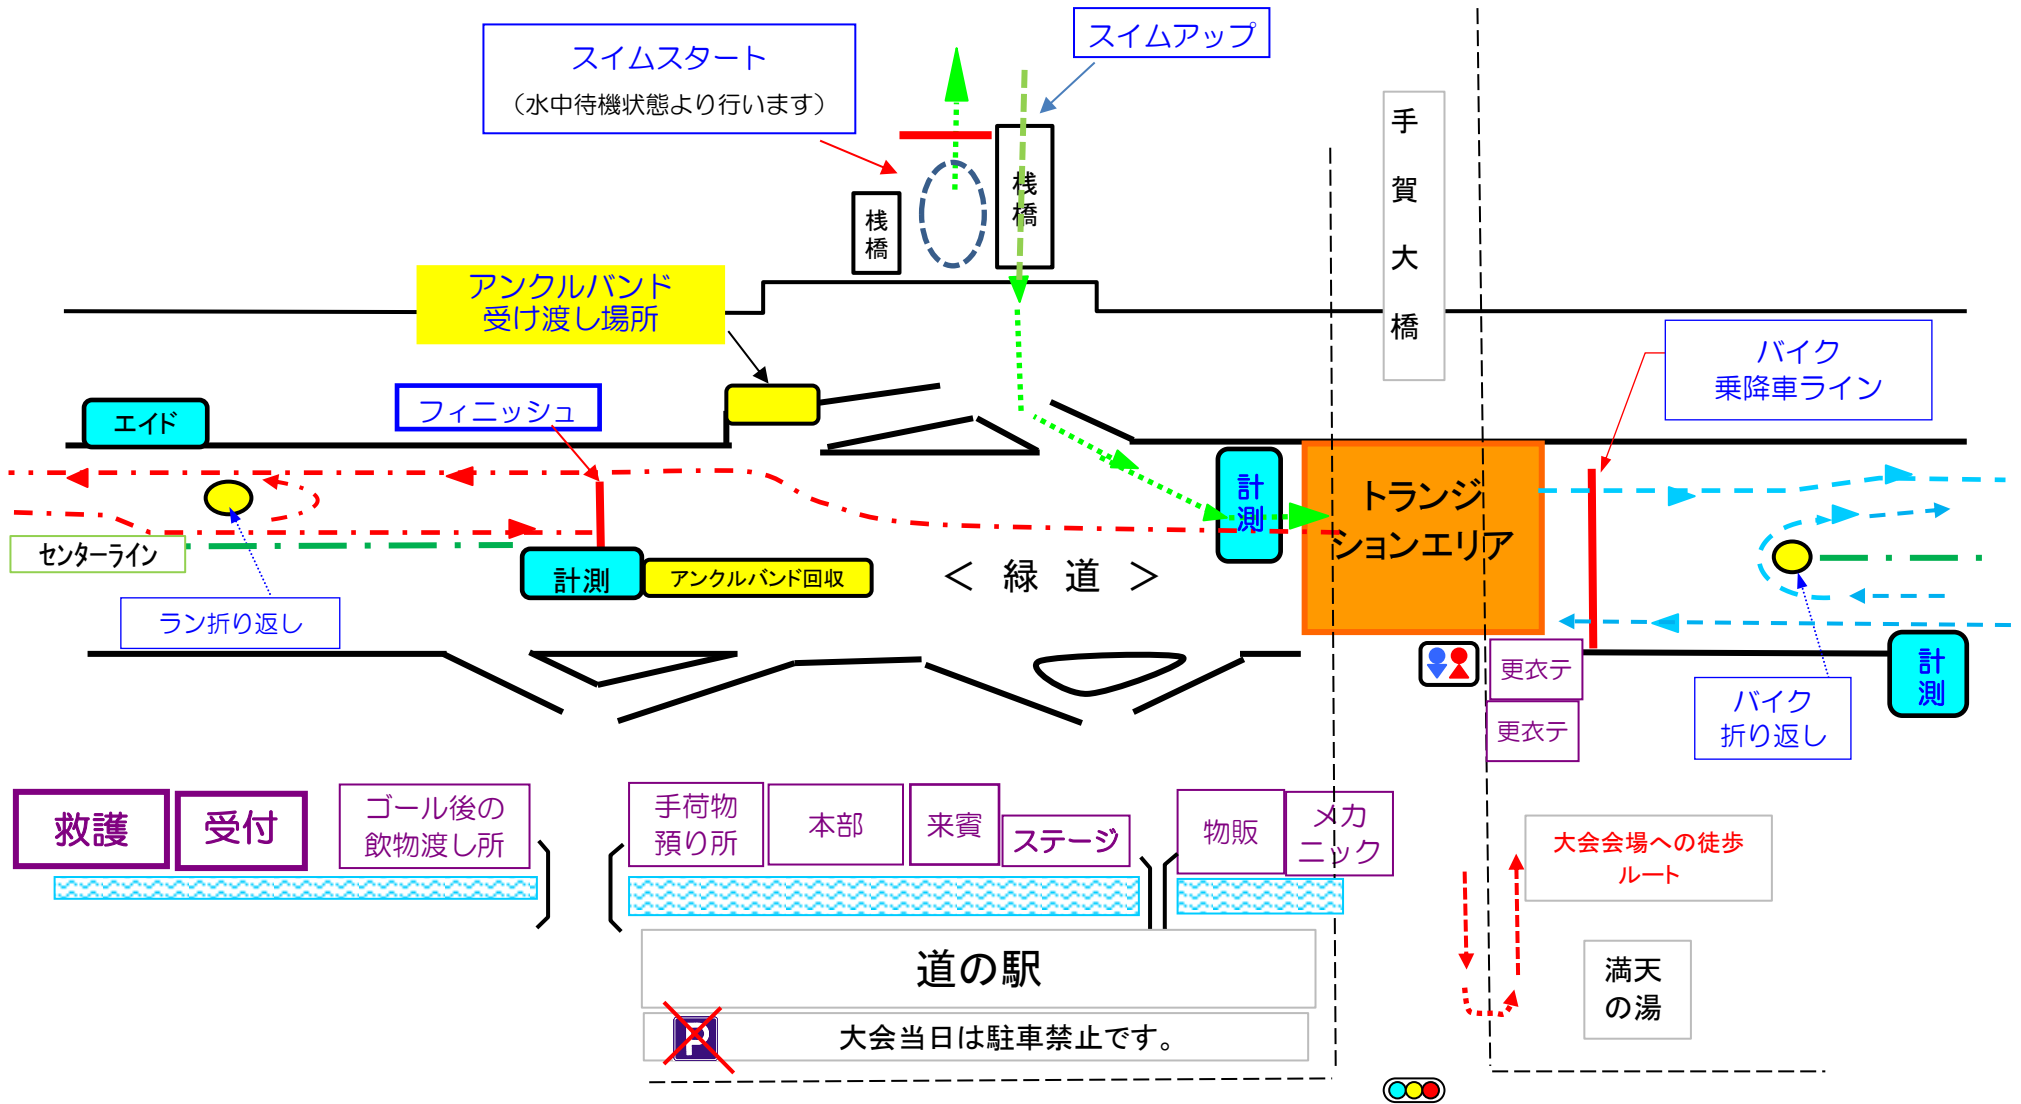 スイムスタート
（水中待機状態より行います）
スイムアップ
手賀大橋
桟橋
桟橋
アンクルバンド
受け渡し場所
バイク
乗降車ライン
エイド
フィニッシュ
計測
トランジ
ションエリア
センターライン
計測
アンクルバンド回収
＜ 緑 道 ＞
ラン折り返し
更衣テ
更衣テ
バイク
折り返し
計測
救護
受付
ゴール後の
飲物渡し所
手荷物
預り所
本部
来賓
ステージ
物販
メカ
ニック
大会会場への徒歩
ルート
道の駅
満天
の湯
P
大会当日は駐車禁止です。